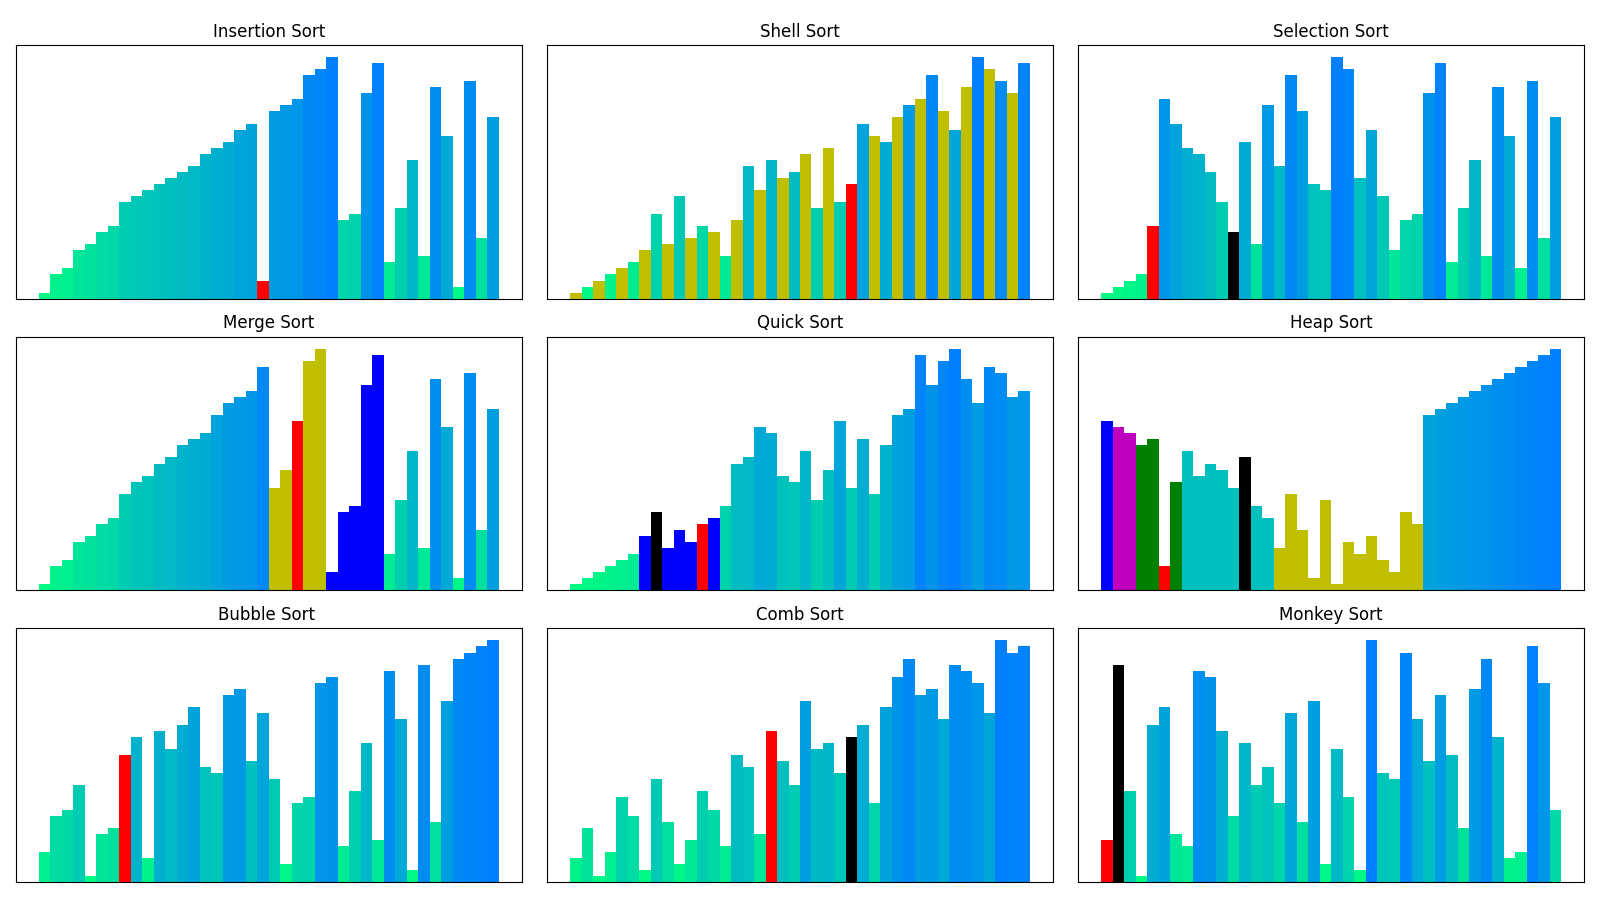 Insertion Sort
Shell Sort
Selection Sort
Merge Sort
Quick Sort
Heap Sort
Bubble Sort
Comb Sort
Monkey Sort